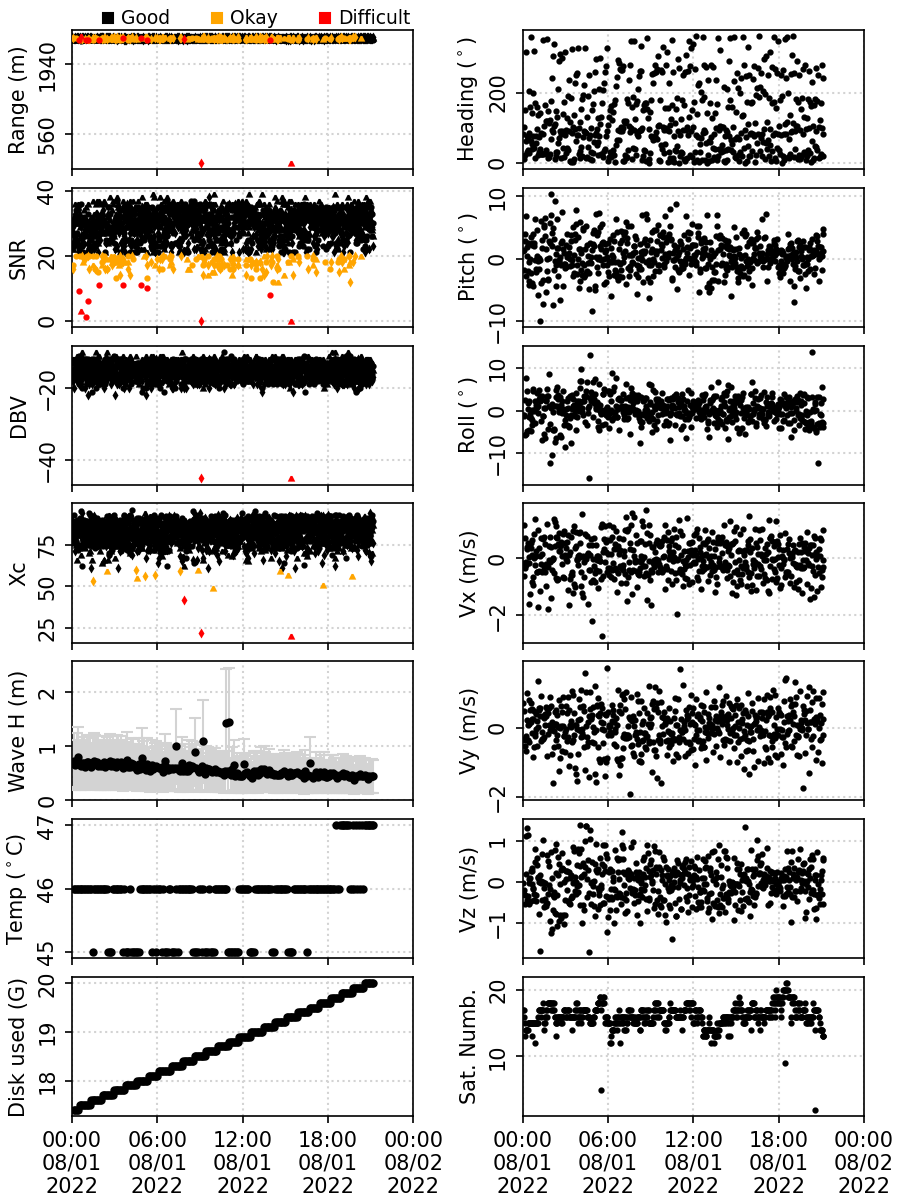 Good Okay Difficult
Range (m)
1940
560
Heading (°)
200
0
SNR
40
20
0
Pitch (°)
10
0
−10
DBV
−20
−40
Roll (°)
10
0
−10
Xc
75
50
25
Vx (m/s)
0
−2
Wave H (m)
2
1
0
Vy (m/s)
0
−2
Temp (°C)
47
46
45
Vz (m/s)
1
0
−1
Disk used (G)
20
19
18
Sat. Numb.
20
10
00:00 06:00 12:00 18:00 00:00
08/01 08/01 08/01 08/01 08/02
2022 2022 2022 2022 2022
00:00 06:00 12:00 18:00 00:00
08/01 08/01 08/01 08/01 08/02
2022 2022 2022 2022 2022